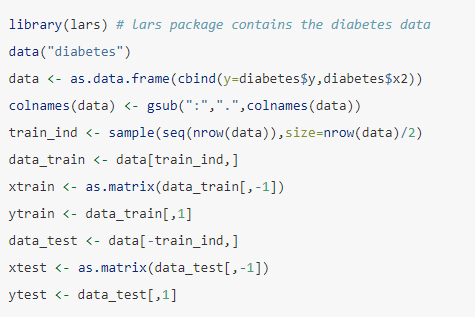 library(lars) # lars package contains the diabetes data
data("diabetes")
data <- as.data.frame(cbind(y=diabetes$y,diabetes$x2))
colnames(data) <- gsub(":",".",colnames(data))
train_ind <- sample(seq(nrow(data)),size=nrow(data)/2)
data_train <- data[train_ind,]
xtrain <- as.matrix(data_train[,-1])
ytrain <- data_train[,1]
data_test <- data[-train_ind,]
xtest <- as.matrix(data_test[,-1])
ytest <- data_test[,1]